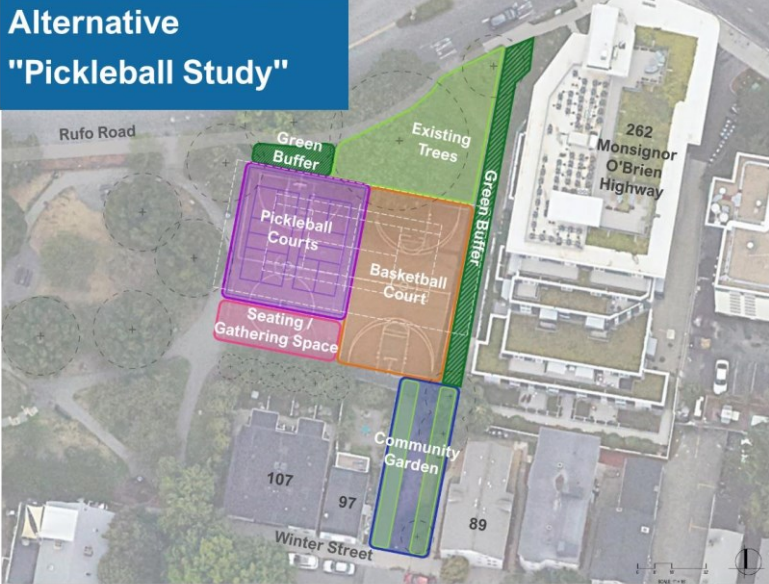 Alternative
"Pickleball Study"
Rufo Road
Green
Buffer
Existing
Trees
262
Monsignor
O'Brien
Highway
Green Buffer
Pickleball
Courts
Basketball
Court
Seating /
Gathering Space
Community
Garden
107
97
89
Winter Street